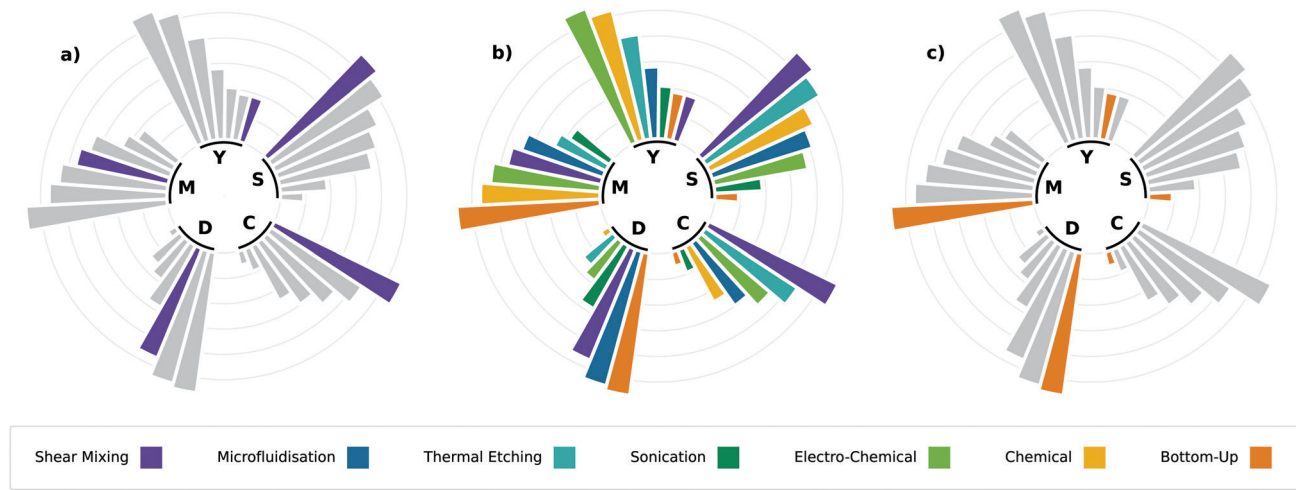 a)
Y
S
M
D
C
b)
Y
S
M
D
C
c)
Y
S
M
D
C
Shear Mixing
Microfluidisation
Thermal Etching
Sonication
Electro-Chemical
Chemical
Bottom-Up